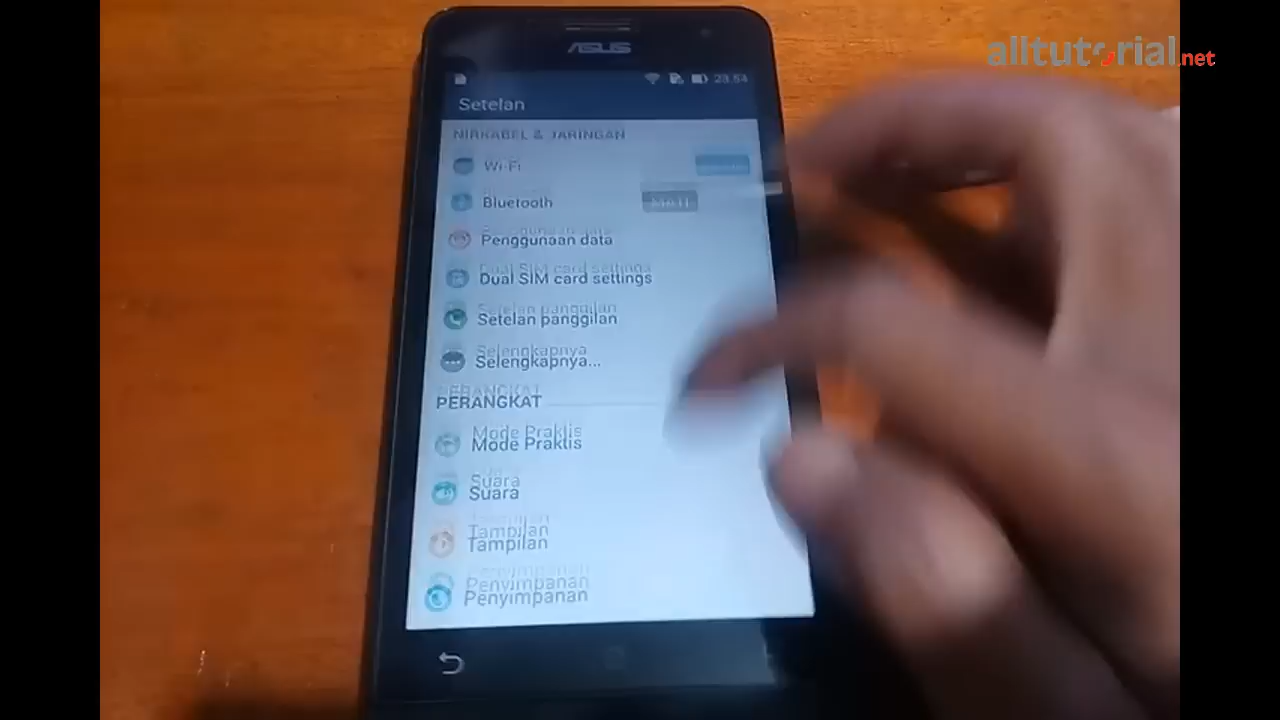 ASUS
alltutorial.net
23.54
Setelan
NIRKABEL & JARINGAN
Wi-Fi
Bluetooth
MATI
Penggunaan data
Dual SIM card settings
Setelan panggilan
Selengkapnya...
PERANGKAT
Mode Praktis
Suara
Tampilan
Penyimpanan